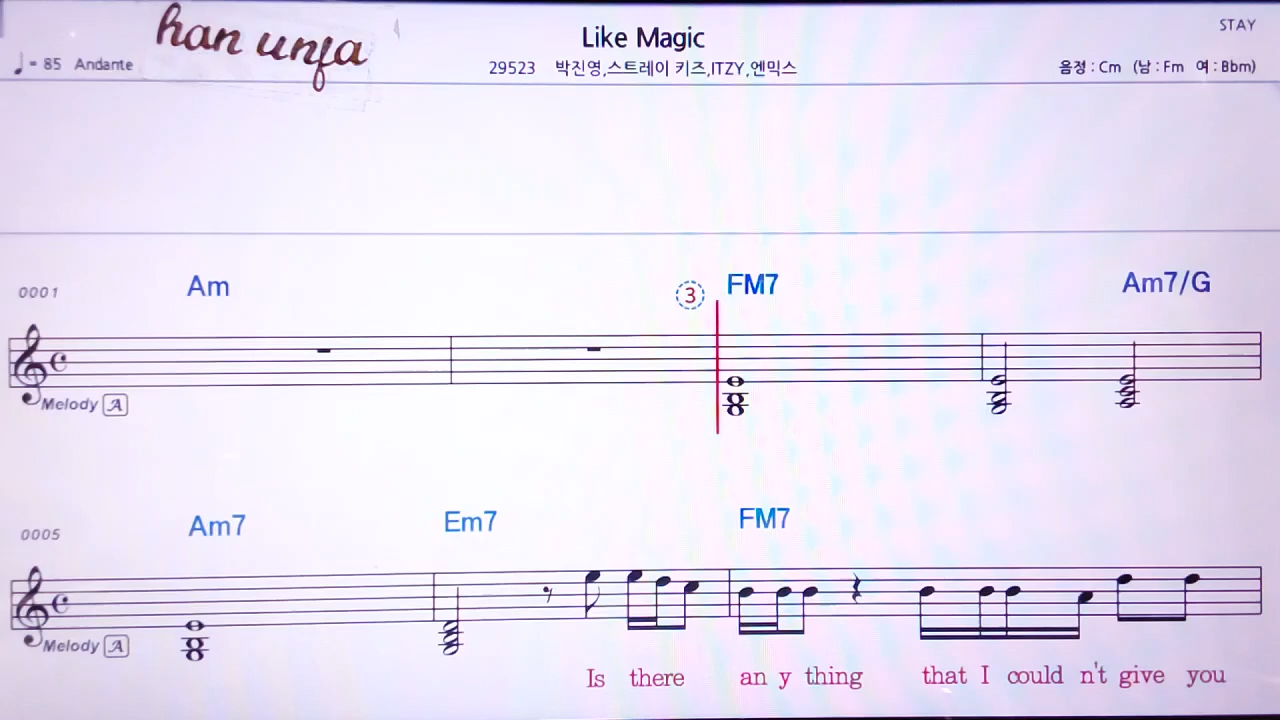 han unfa
Like Magic
STAY
♩= 85 Andante
29523 박진영,스트레이 키즈,ITZY,엔믹스
음정 : Cm (남 : Fm 여 : Bbm)
0001 Am ③ FM7 Am7/G
Melody A
0005 Am7 Em7 FM7
Melody A
Is there an y thing that I could n't give you